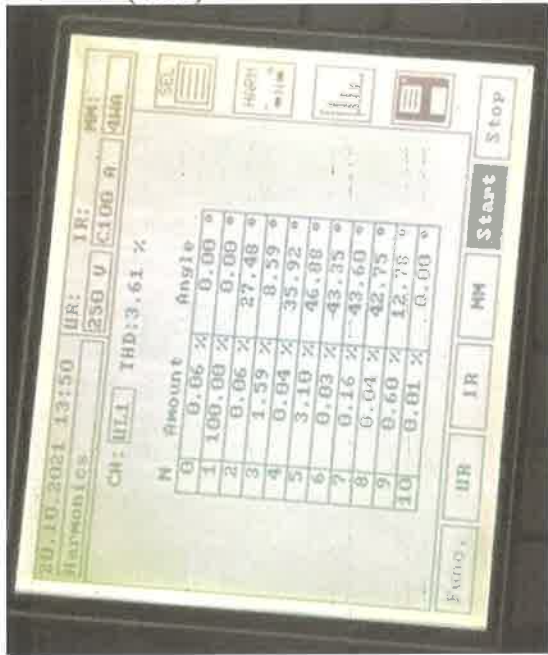 20.10.2021 13:50 UR: IR: MM:
Harmonics 250 V C100 A 4WA
CH: UL1 THD:3.61 %
SEL
HARM
N Amount Angle
0 0.06 % 0.00 °
1 100.00 % 0.00 °
2 0.06 % 27.48 °
3 1.59 % 8.59 °
4 0.04 % 35.92 °
5 3.10 % 46.88 °
6 0.03 % -43.35 °
7 0.16 % -43.60 °
8 0.04 % 42.75 °
9 0.60 % 12.78 °
10 0.01 % 0.00 °
Func. UR IR MM Start Stop